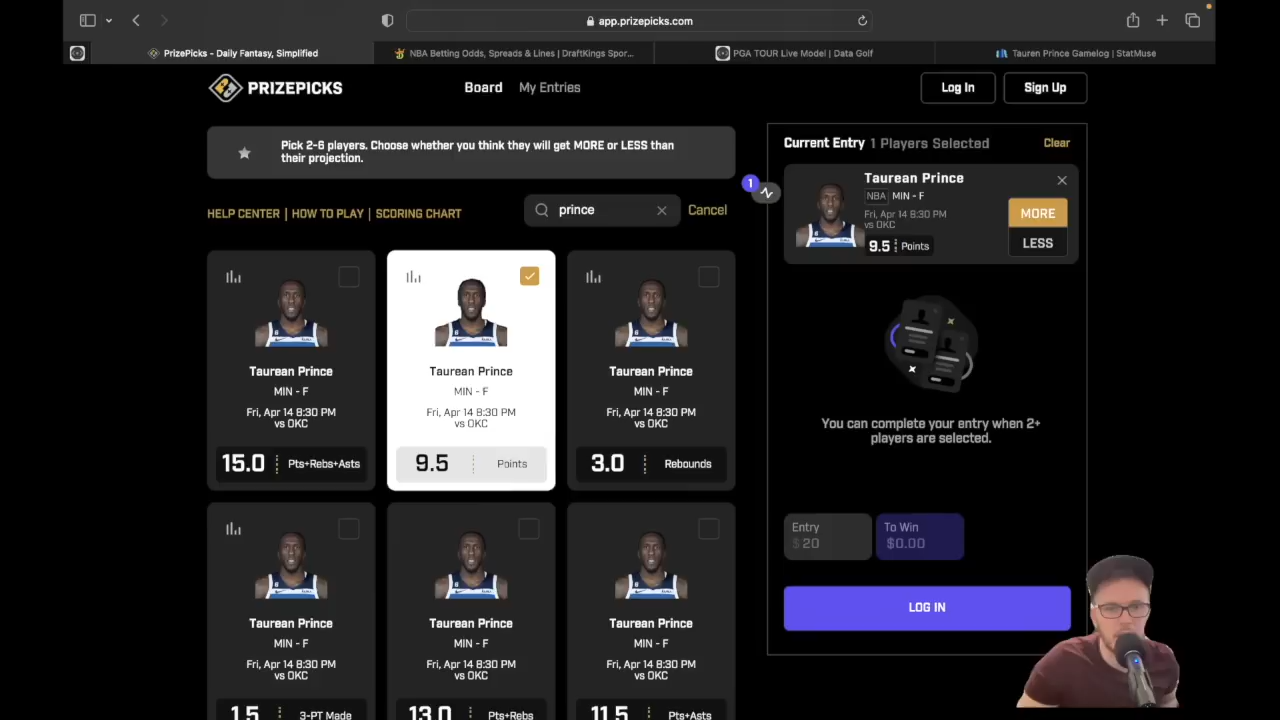 app.prizepicks.com
PrizePicks - Daily Fantasy, Simplified
NBA Betting Odds, Spreads & Lines | DraftKings Spor...
PGA TOUR Live Model | Data Golf
Tauren Prince Gamelog | StatMuse
PRIZEPICKS
Board
My Entries
Log In
Sign Up
Pick 2-6 players. Choose whether you think they will get MORE or LESS than
their projection.
HELP CENTER | HOW TO PLAY | SCORING CHART
prince
Cancel
Taurean Prince
MIN - F
Fri, Apr 14 8:30 PM
vs OKC
15.0 Pts+Rebs+Asts
Taurean Prince
MIN - F
Fri, Apr 14 8:30 PM
vs OKC
9.5 Points
Taurean Prince
MIN - F
Fri, Apr 14 8:30 PM
vs OKC
3.0 Rebounds
Taurean Prince
MIN - F
Fri, Apr 14 8:30 PM
vs OKC
1.5 3-PT Made
Taurean Prince
MIN - F
Fri, Apr 14 8:30 PM
vs OKC
13.0 Pts+Rebs
Taurean Prince
MIN - F
Fri, Apr 14 8:30 PM
vs OKC
11.5 Pts+Asts
Current Entry 1 Players Selected
Clear
1
Taurean Prince
NBA MIN - F
Fri, Apr 14 8:30 PM
vs OKC
9.5 Points
MORE
LESS
You can complete your entry when 2+
players are selected.
Entry
$ 20
To Win
$0.00
LOG IN